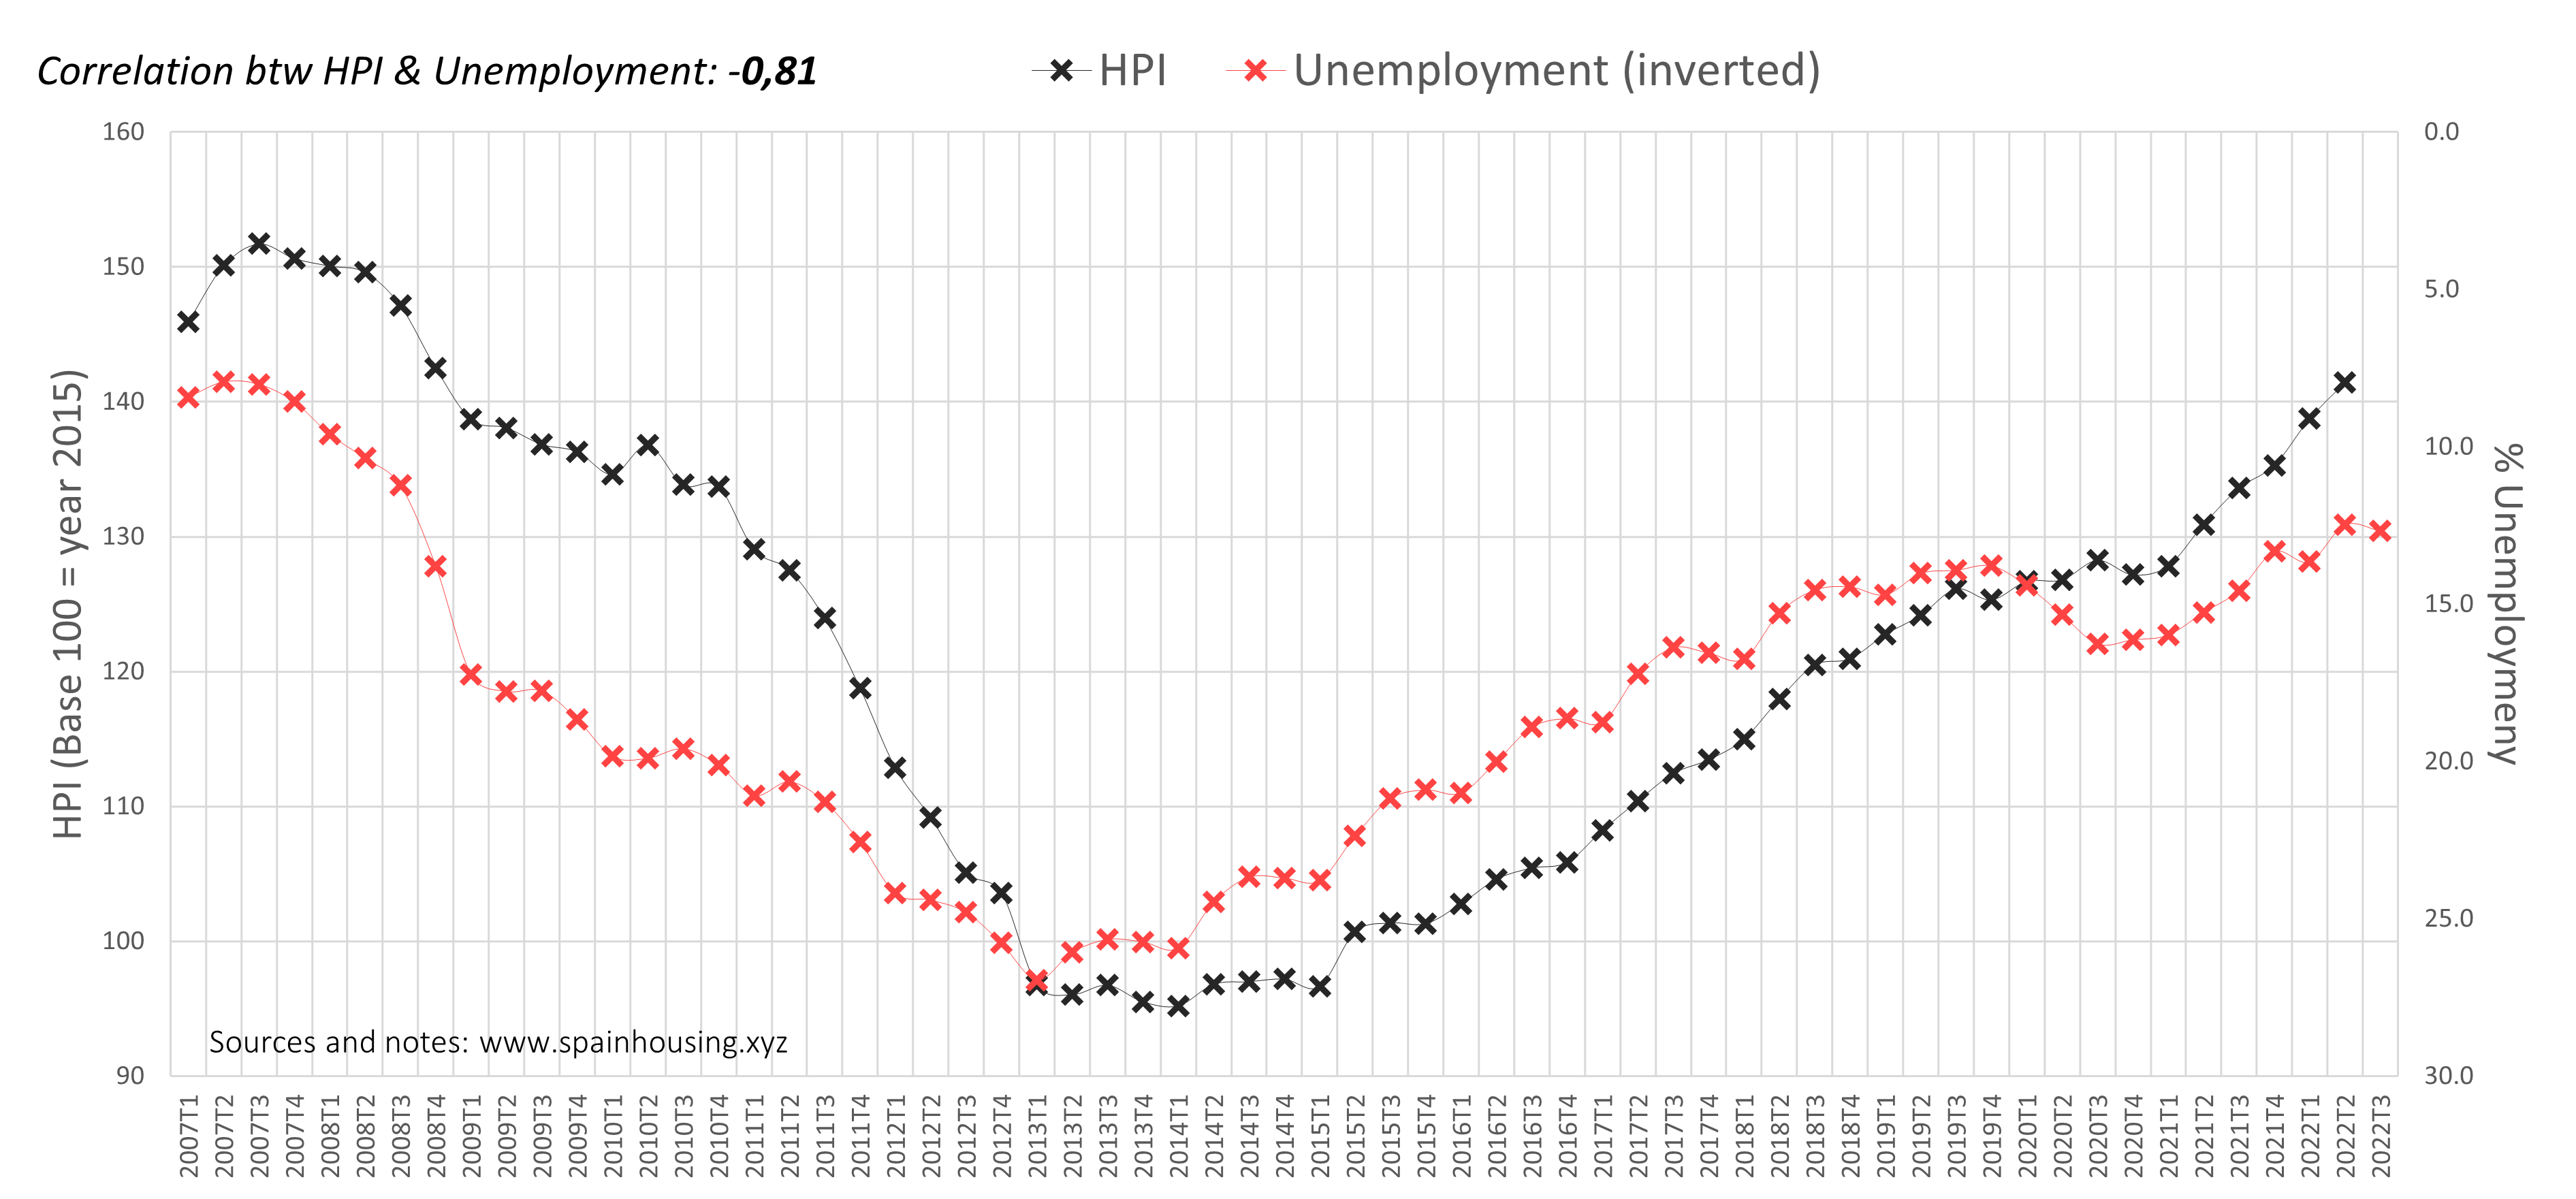 Correlation btw HPI & Unemployment: -0,81
HPI
Unemployment (inverted)
160
150
140
130
120
110
100
90
HPI (Base 100 = year 2015)
0.0
5.0
10.0
15.0
20.0
25.0
30.0
% Unemploymeny
Sources and notes: www.spainhousing.xyz
2007T1
2007T2
2007T3
2007T4
2008T1
2008T2
2008T3
2008T4
2009T1
2009T2
2009T3
2009T4
2010T1
2010T2
2010T3
2010T4
2011T1
2011T2
2011T3
2011T4
2012T1
2012T2
2012T3
2012T4
2013T1
2013T2
2013T3
2013T4
2014T1
2014T2
2014T3
2014T4
2015T1
2015T2
2015T3
2015T4
2016T1
2016T2
2016T3
2016T4
2017T1
2017T2
2017T3
2017T4
2018T1
2018T2
2018T3
2018T4
2019T1
2019T2
2019T3
2019T4
2020T1
2020T2
2020T3
2020T4
2021T1
2021T2
2021T3
2021T4
2022T1
2022T2
2022T3